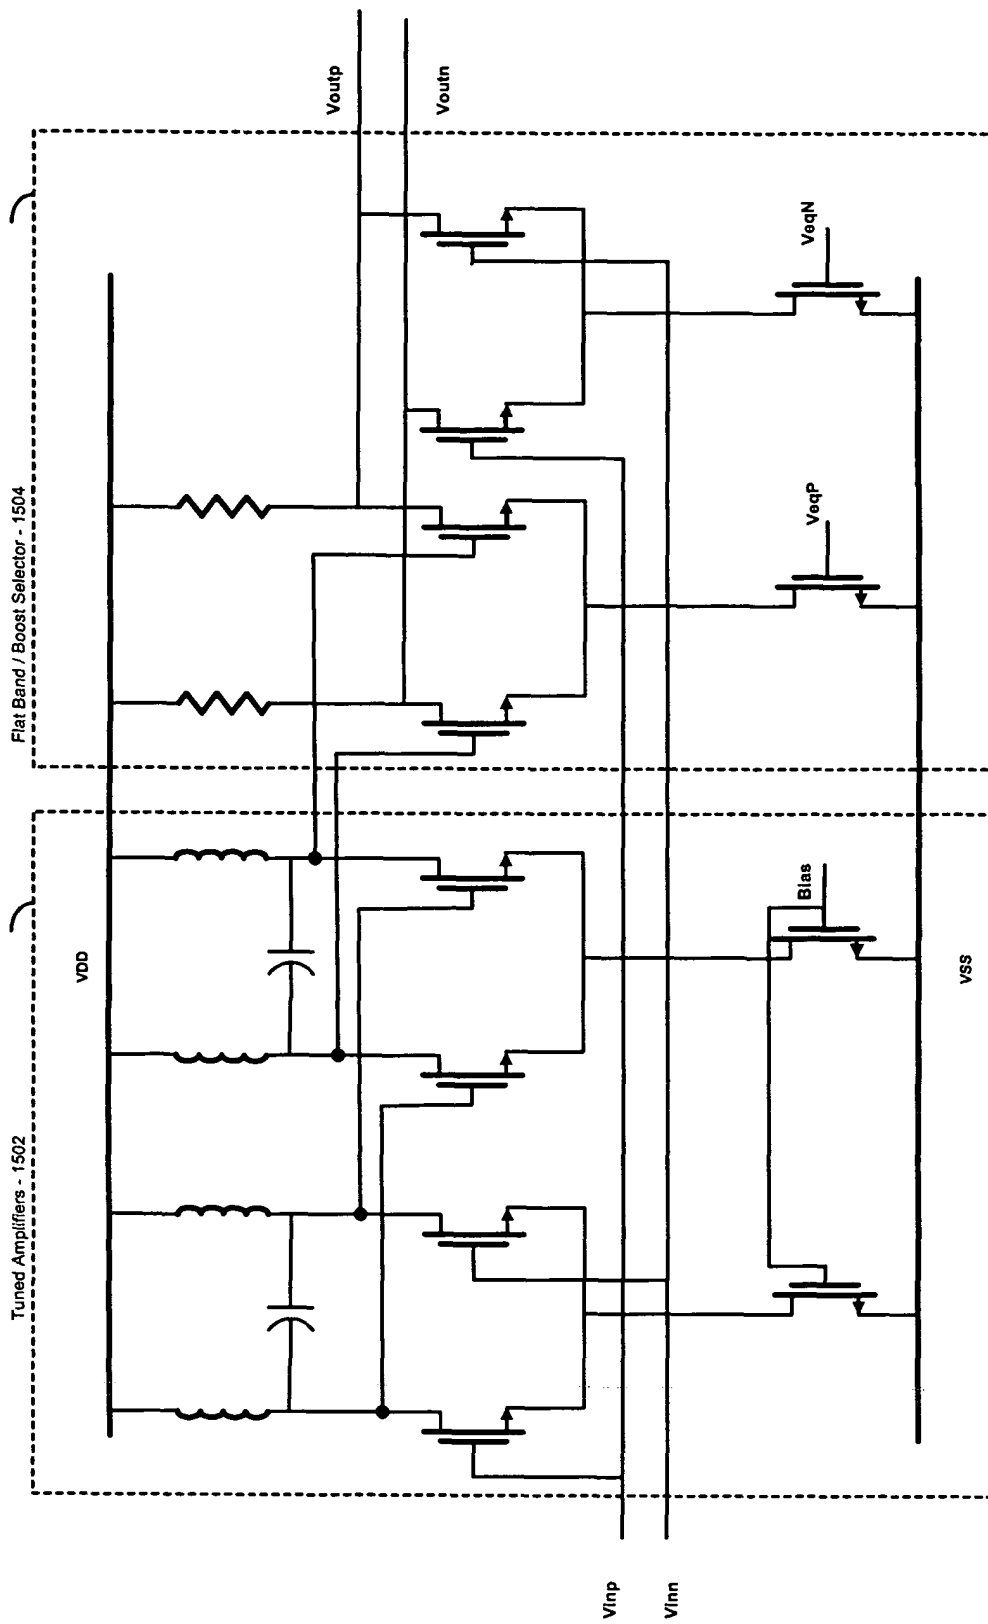 Tuned Amplifiers - 1502
Flat Band / Boost Selector - 1504
VDD
Voutp
Voutn
Bias
VeqP
VeqN
Vinp
Vinn
VSS